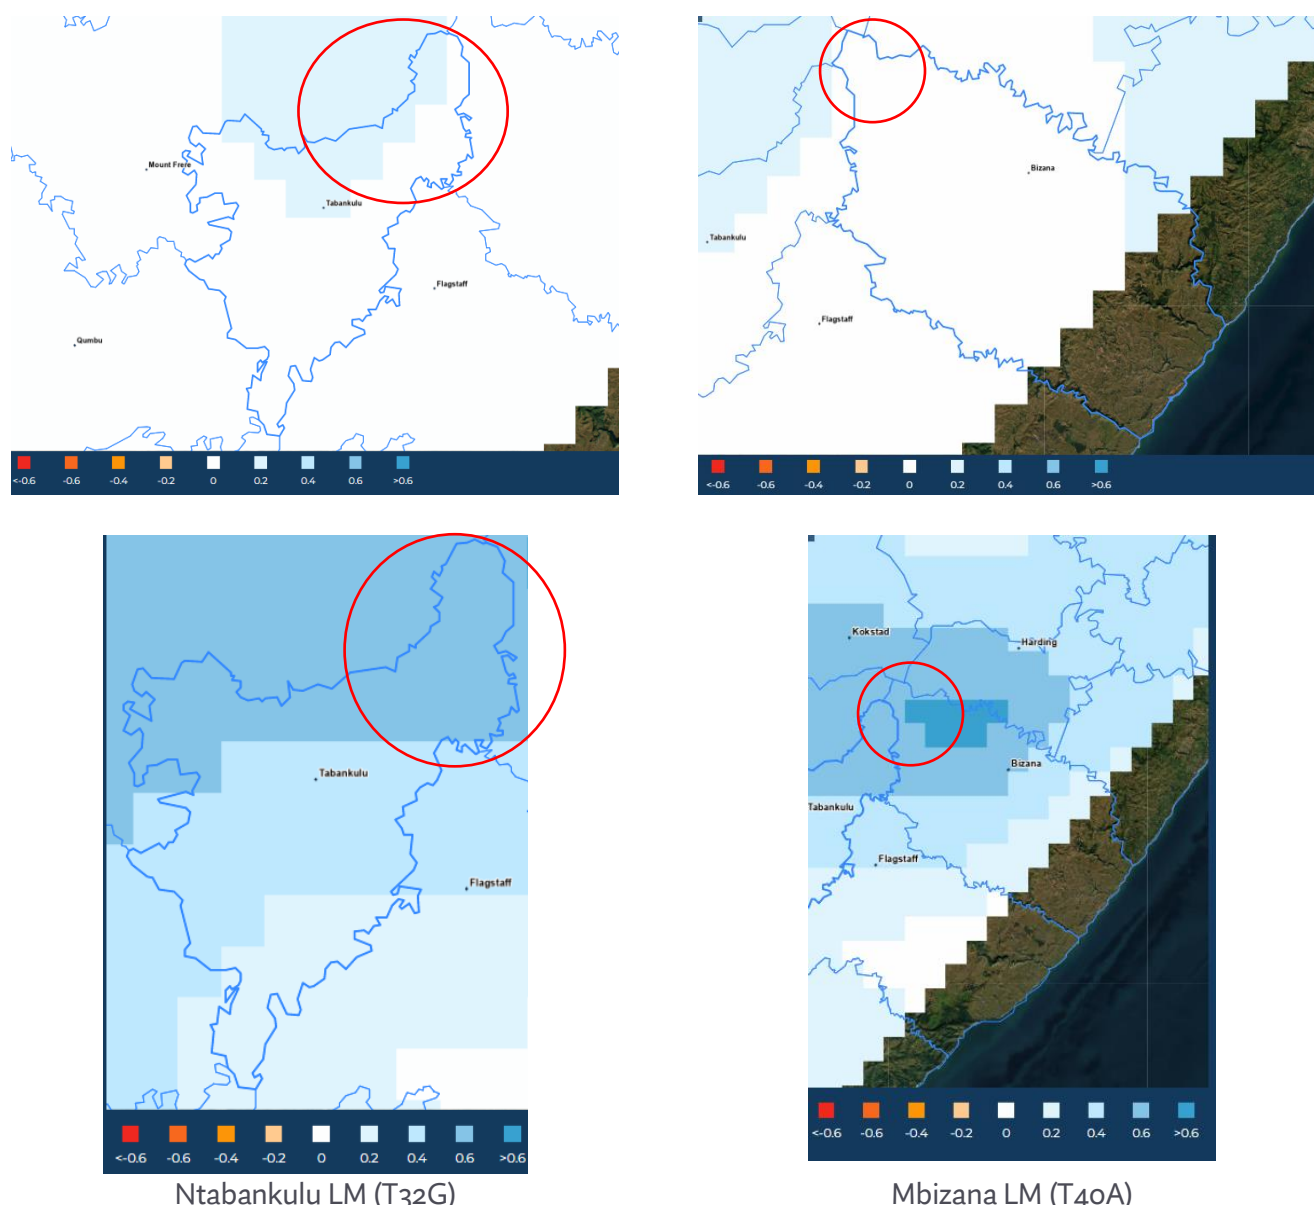 Mount Frere
Tabankulu
Flagstaff
Qumbu
<-0.6 -0.6 -0.4 -0.2 0 0.2 0.4 0.6 >0.6
Bizana
Tabankulu
Flagstaff
<-0.6 -0.6 -0.4 -0.2 0 0.2 0.4 0.6 >0.6
Tabankulu
Flagstaff
<-0.6 -0.6 -0.4 -0.2 0 0.2 0.4 0.6 >0.6
Kokstad
Harding
Bizana
Tabankulu
Flagstaff
<-0.6 -0.6 -0.4 -0.2 0 0.2 0.4 0.6 >0.6
Ntabankulu LM (T32G)
Mbizana LM (T40A)